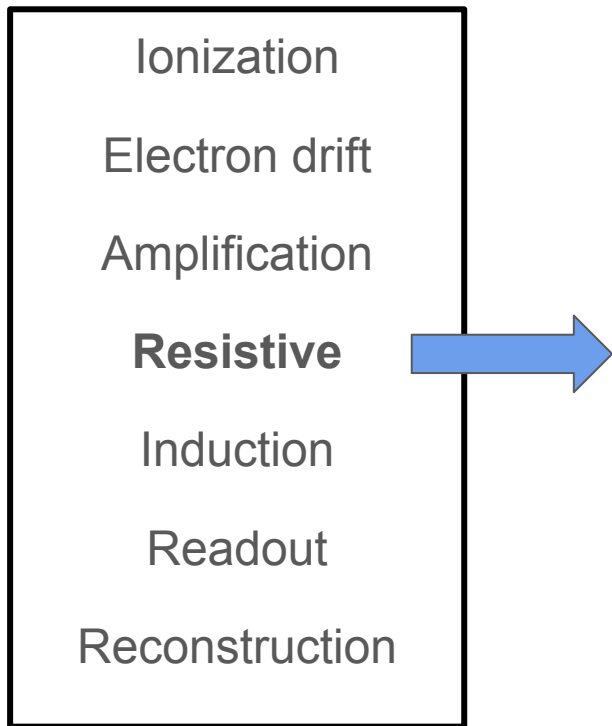 Ionization
Electron drift
Amplification
Resistive
Induction
Readout
Reconstruction